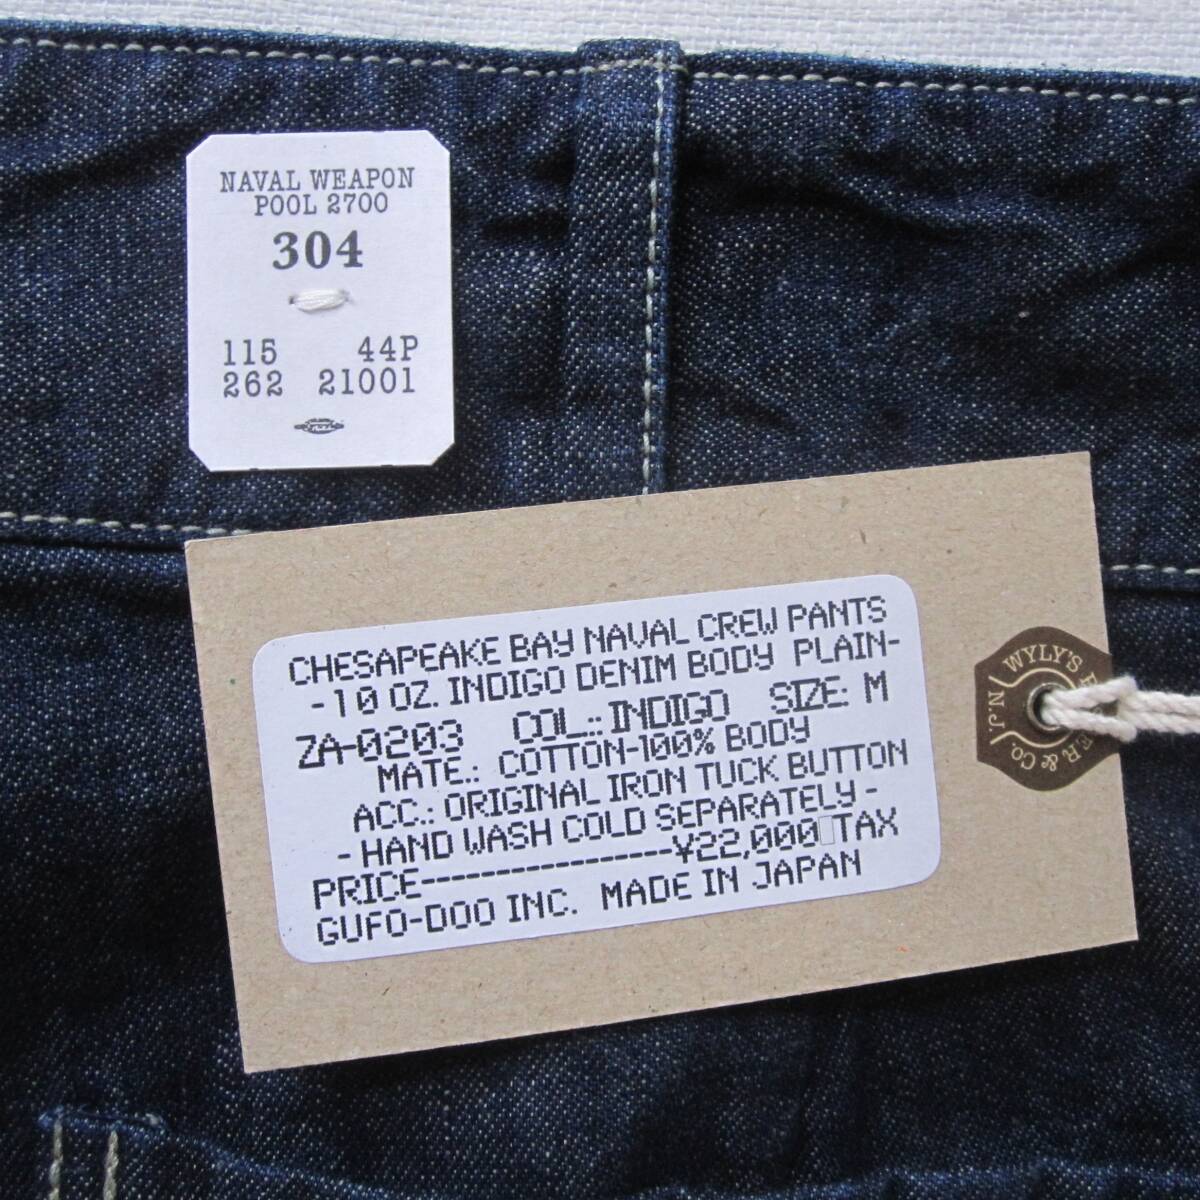 NAVAL WEAPON
POOL 2700
304
115 44P
262 21001
CHESAPEAKE BAY NAVAL CREW PANTS
-10 OZ. INDIGO DENIM BODY PLAIN-
ZA-0203 COL.: INDIGO SIZE: M
MATE.: COTTON-100% BODY
ACC.: ORIGINAL IRON TUCK BUTTON
- HAND WASH COLD SEPARATELY -
PRICE------------------¥22,000 TAX
GUFO-DOO INC. MADE IN JAPAN
WYLY'S
& CO.
N.J.